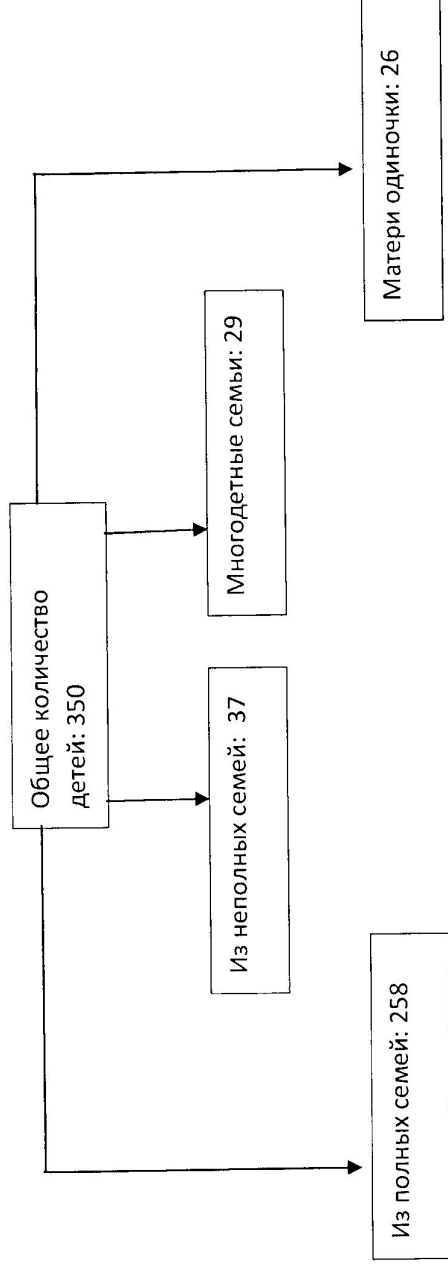 Общее количество
детей: 350
Из полных семей: 258
Из неполных семей: 37
Многодетные семьи: 29
Матери одиночки: 26